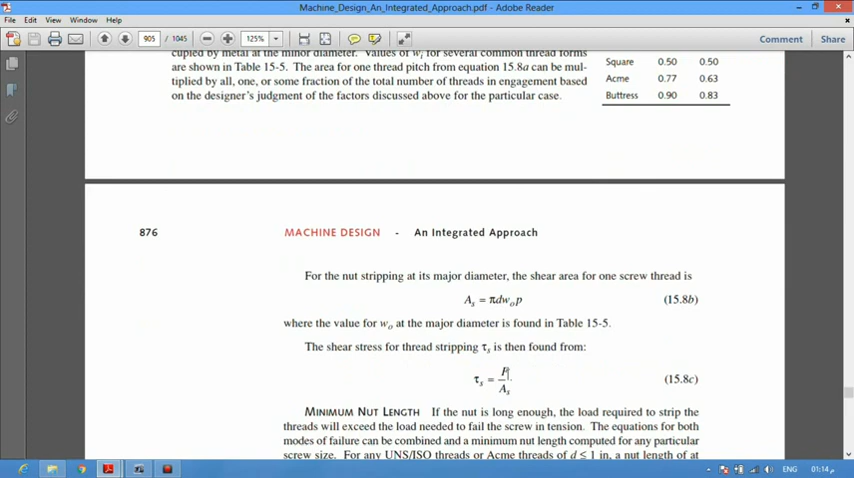 Machine_Design_An_Integrated_Approach.pdf - Adobe Reader
File Edit View Window Help
905 / 1045 125% Comment Share
cupied by metal at the minor diameter. Values of wi for several common thread forms
are shown in Table 15-5. The area for one thread pitch from equation 15.8a can be mul-
tiplied by all, one, or some fraction of the total number of threads in engagement based
on the designer's judgment of the factors discussed above for the particular case.
Square 0.50 0.50
Acme 0.77 0.63
Buttress 0.90 0.83
876 MACHINE DESIGN - An Integrated Approach
For the nut stripping at its major diameter, the shear area for one screw thread is
As = πdwop (15.8b)
where the value for wo at the major diameter is found in Table 15-5.
The shear stress for thread stripping τs is then found from:
τs = F/As (15.8c)
MINIMUM NUT LENGTH If the nut is long enough, the load required to strip the
threads will exceed the load needed to fail the screw in tension. The equations for both
modes of failure can be combined and a minimum nut length computed for any particular
screw size. For any UNS/ISO threads or Acme threads of d ≤ 1 in, a nut length of at
ENG 01:14 م